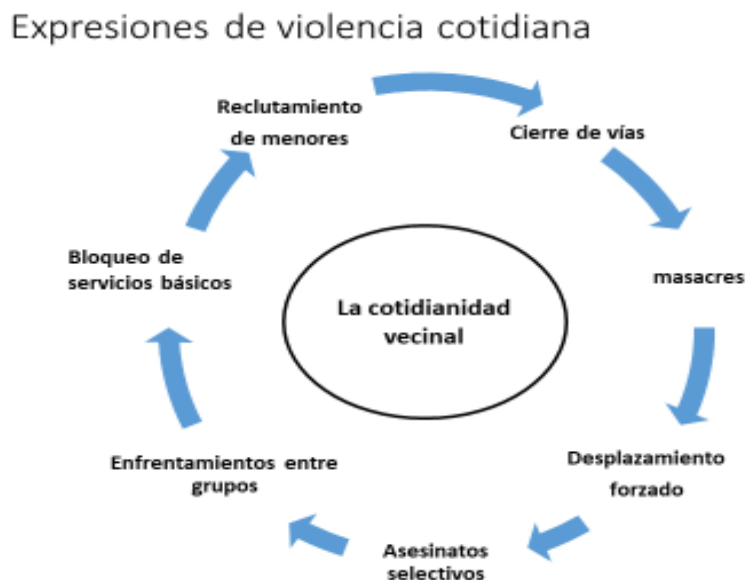 Expresiones de violencia cotidiana
Reclutamiento
de menores
Cierre de vías
masacres
Desplazamiento
forzado
Asesinatos
selectivos
Enfrentamientos entre
grupos
Bloqueo de
servicios básicos
La cotidianidad
vecinal